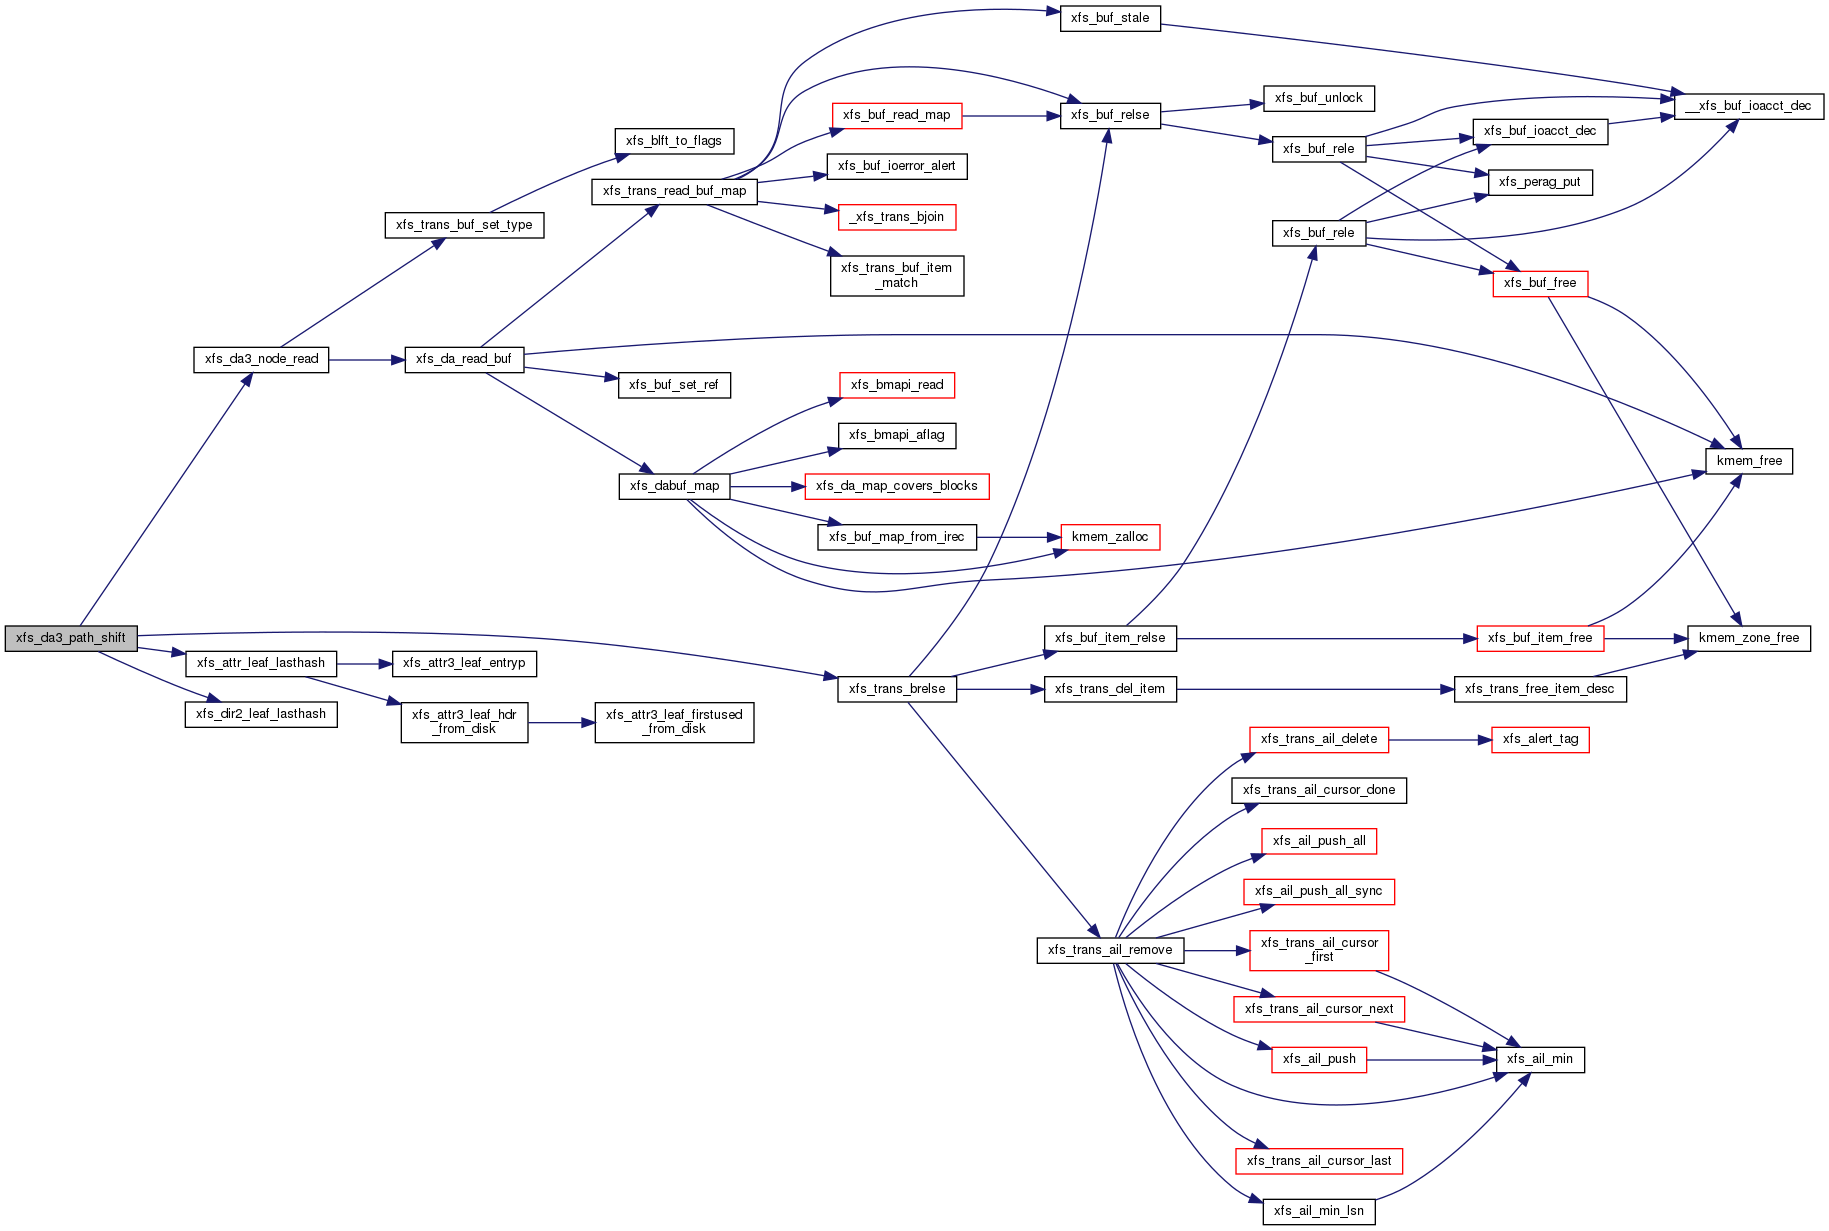 xfs_buf_stale
xfs_buf_unlock
__xfs_buf_ioacct_dec
xfs_buf_read_map
xfs_buf_relse
xfs_buf_ioacct_dec
xfs_blft_to_flags
xfs_buf_rele
xfs_buf_ioerror_alert
xfs_perag_put
xfs_trans_read_buf_map
_xfs_trans_bjoin
xfs_trans_buf_set_type
xfs_buf_rele
xfs_trans_buf_item
_match
xfs_buf_free
xfs_da3_node_read
xfs_da_read_buf
xfs_buf_set_ref
xfs_bmapi_read
xfs_bmapi_aflag
kmem_free
xfs_dabuf_map
xfs_da_map_covers_blocks
xfs_buf_map_from_irec
kmem_zalloc
xfs_da3_path_shift
xfs_buf_item_relse
xfs_buf_item_free
kmem_zone_free
xfs_attr_leaf_lasthash
xfs_attr3_leaf_entryp
xfs_trans_brelse
xfs_trans_del_item
xfs_trans_free_item_desc
xfs_dir2_leaf_lasthash
xfs_attr3_leaf_hdr
_from_disk
xfs_attr3_leaf_firstused
_from_disk
xfs_trans_ail_delete
xfs_alert_tag
xfs_trans_ail_cursor_done
xfs_ail_push_all
xfs_ail_push_all_sync
xfs_trans_ail_remove
xfs_trans_ail_cursor
_first
xfs_trans_ail_cursor_next
xfs_ail_push
xfs_ail_min
xfs_trans_ail_cursor_last
xfs_ail_min_lsn